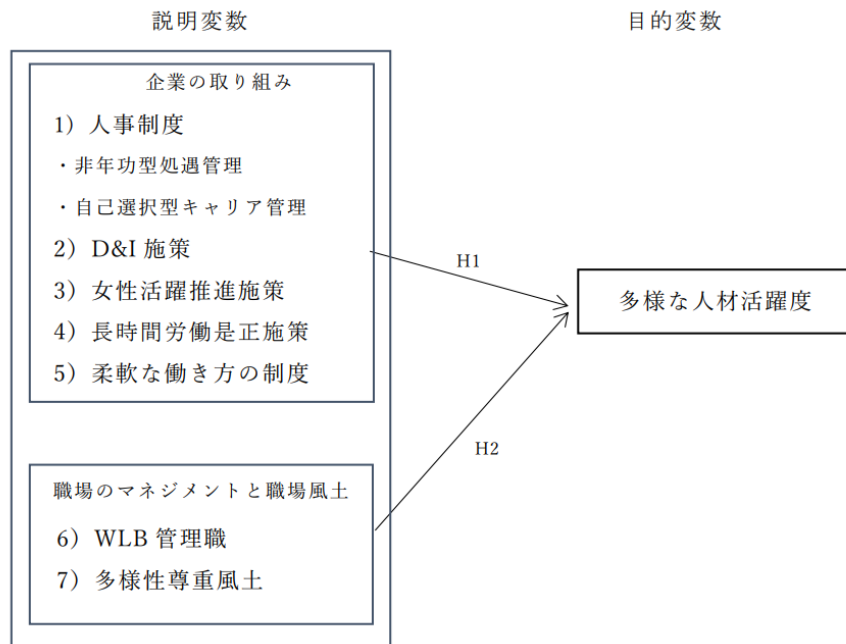 説明変数
目的変数
企業の取り組み
1）人事制度
・非年功型処遇管理
・自己選択型キャリア管理
2）D&I 施策
3）女性活躍推進施策
4）長時間労働是正施策
5）柔軟な働き方の制度
H1
多様な人材活躍度
H2
職場のマネジメントと職場風土
6）WLB 管理職
7）多様性尊重風土